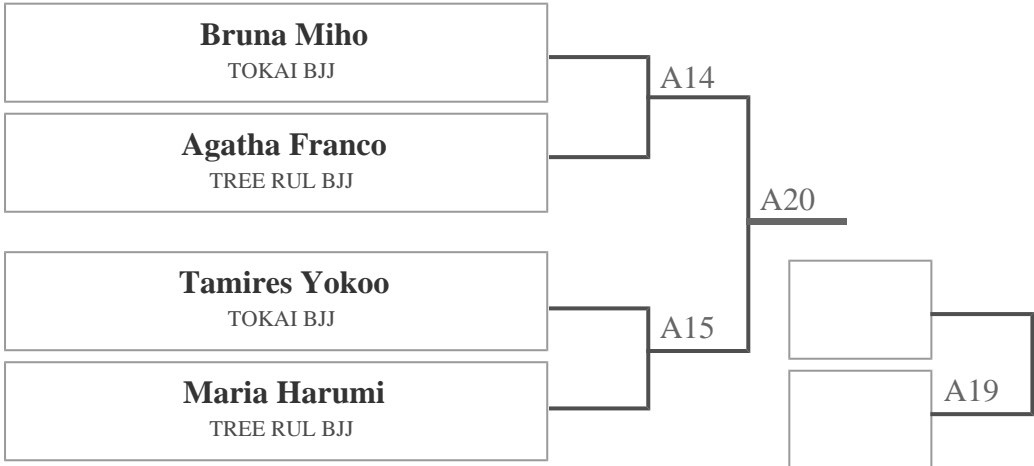 Bruna Miho
TOKAI BJJ
A14
Agatha Franco
TREE RUL BJJ
A20
Tamires Yokoo
TOKAI BJJ
A15
Maria Harumi
TREE RUL BJJ
A19